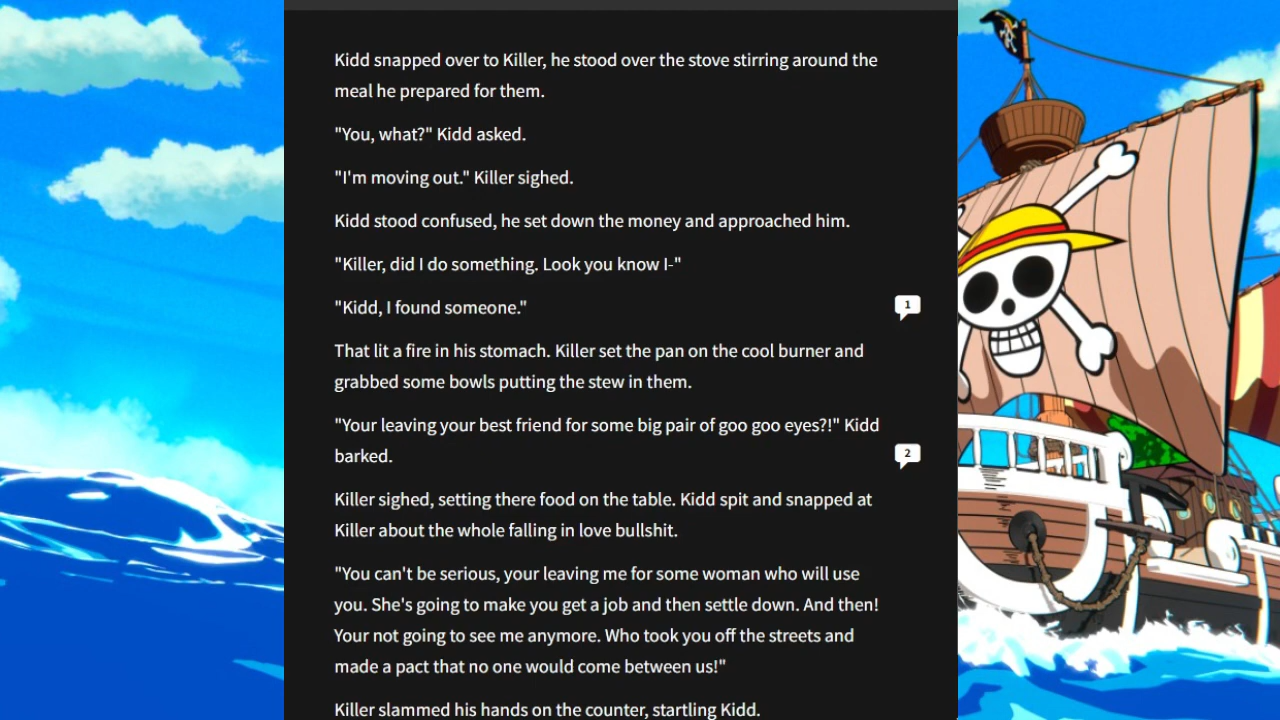 Kidd snapped over to Killer, he stood over the stove stirring around the
meal he prepared for them.
"You, what?" Kidd asked.
"I'm moving out." Killer sighed.
Kidd stood confused, he set down the money and approached him.
"Killer, did I do something. Look you know I-"
"Kidd, I found someone."
1
That lit a fire in his stomach. Killer set the pan on the cool burner and
grabbed some bowls putting the stew in them.
"Your leaving your best friend for some big pair of goo goo eyes?!" Kidd
barked.
2
Killer sighed, setting there food on the table. Kidd spit and snapped at
Killer about the whole falling in love bullshit.
"You can't be serious, your leaving me for some woman who will use
you. She's going to make you get a job and then settle down. And then!
Your not going to see me anymore. Who took you off the streets and
made a pact that no one would come between us!"
Killer slammed his hands on the counter, startling Kidd.